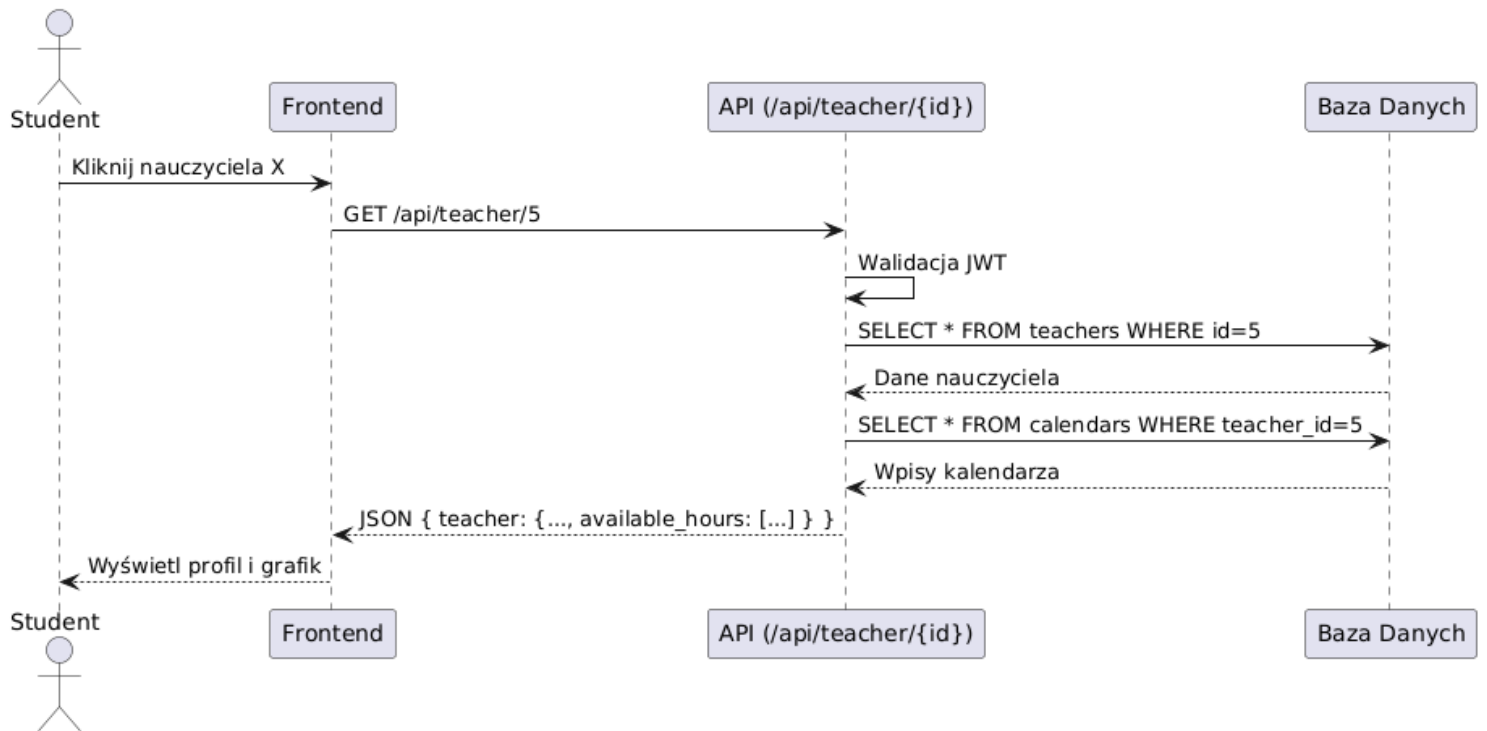 Student
Frontend
API (/api/teacher/{id})
Baza Danych
Kliknij nauczyciela X
GET /api/teacher/5
Walidacja JWT
SELECT * FROM teachers WHERE id=5
Dane nauczyciela
SELECT * FROM calendars WHERE teacher_id=5
Wpisy kalendarza
JSON { teacher: {..., available_hours: [...] } }
Wyświetl profil i grafik
Student
Frontend
API (/api/teacher/{id})
Baza Danych